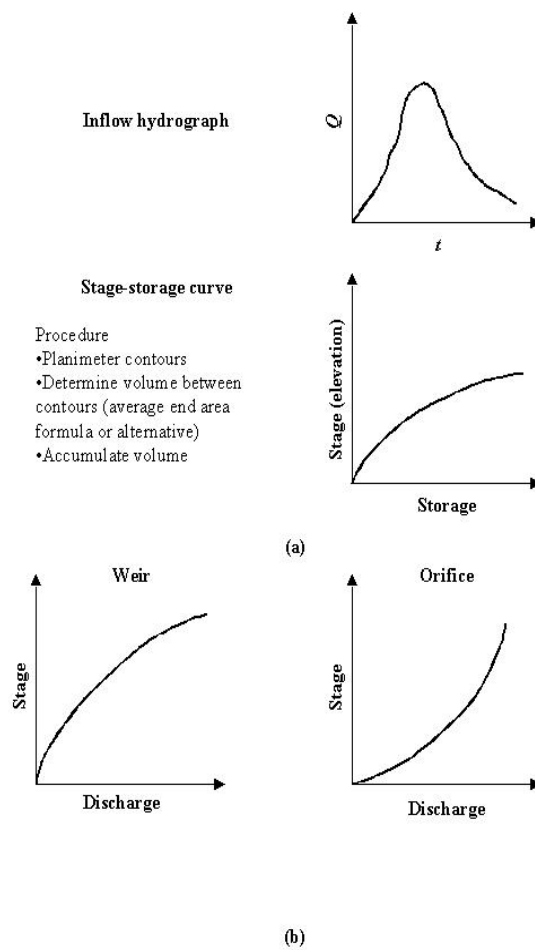 Inflow hydrograph
Q
t
Stage-storage curve
Procedure
•Planimeter contours
•Determine volume between
contours (average end area
formula or alternative)
•Accumulate volume
Stage (elevation)
Storage
(a)
Weir
Stage
Discharge
Orifice
Stage
Discharge
(b)